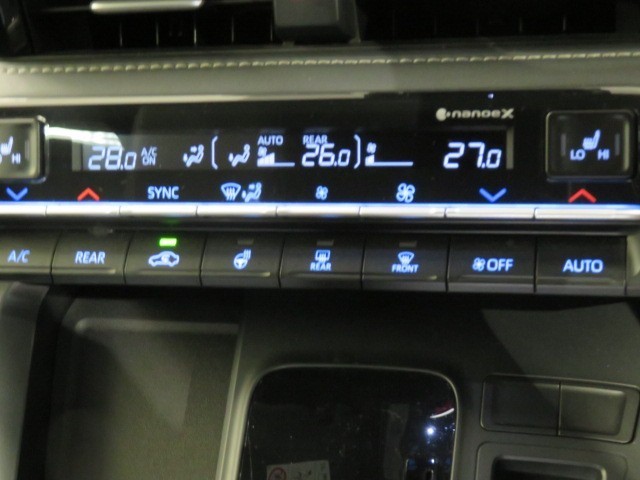 nanoeX
HI
28.0 A/C ON AUTO REAR 26.0 27.0
LO HI
SYNC
A/C REAR REAR FRONT OFF AUTO